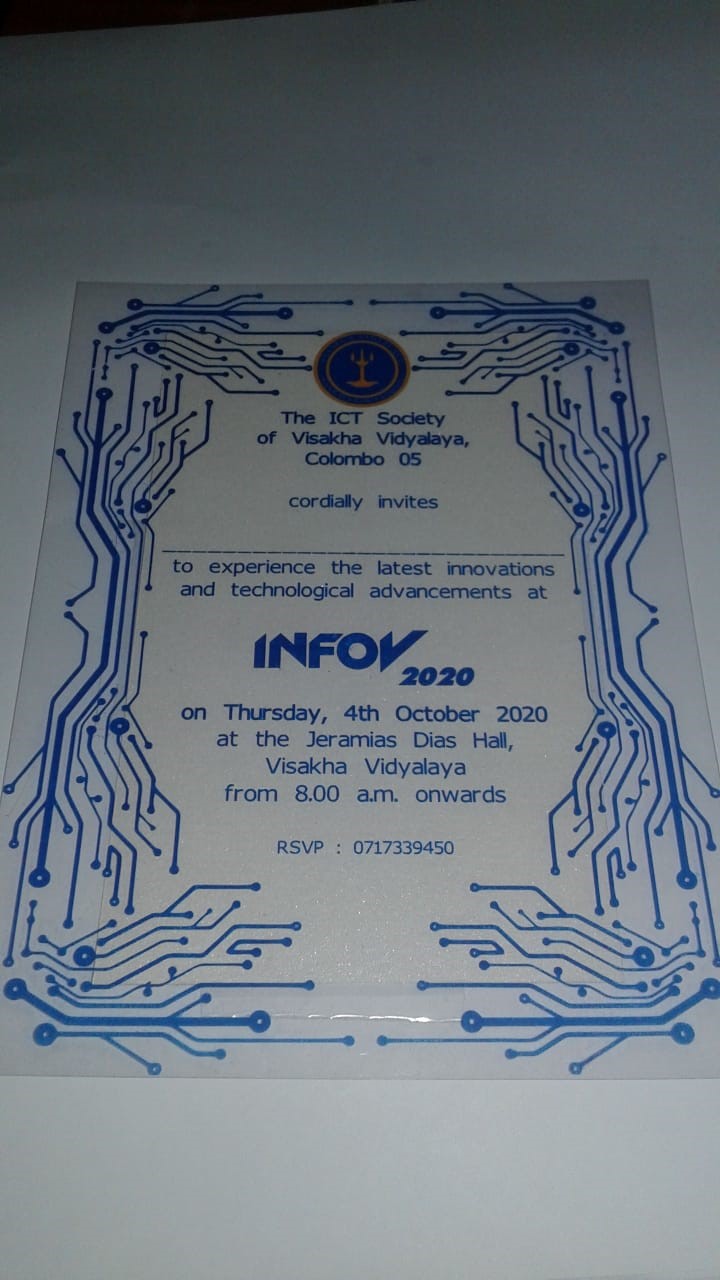 The ICT Society
of Visakha Vidyalaya,
Colombo 05
cordially invites
to experience the latest innovations
and technological advancements at
INFOV
2020
on Thursday, 4th October 2020
at the Jeramias Dias Hall,
Visakha Vidyalaya
from 8.00 a.m. onwards
RSVP : 0717339450